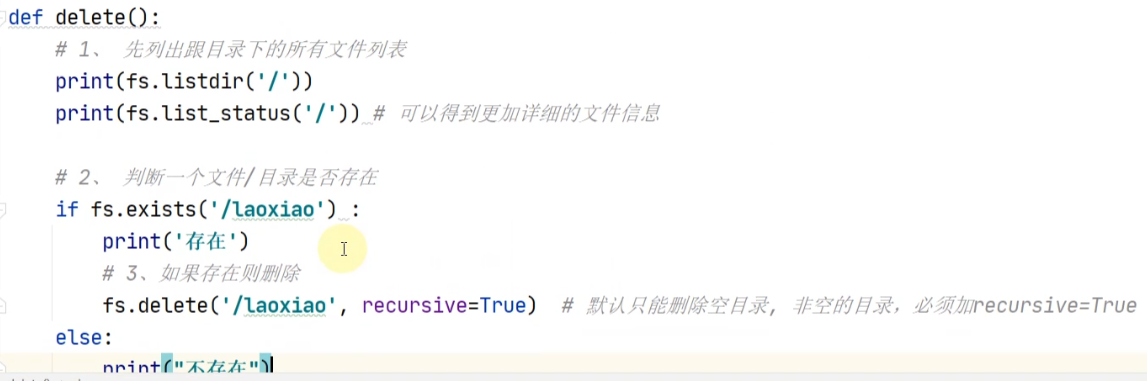 def delete():
# 1、 先列出跟目录下的所有文件列表
print(fs.listdir('/'))
print(fs.list_status('/')) # 可以得到更加详细的文件信息
# 2、 判断一个文件/目录是否存在
if fs.exists('/laoxiao') :
print('存在')
# 3、如果存在则删除
fs.delete('/laoxiao', recursive=True) # 默认只能删除空目录, 非空的目录，必须加recursive=True
else:
print("不存在")